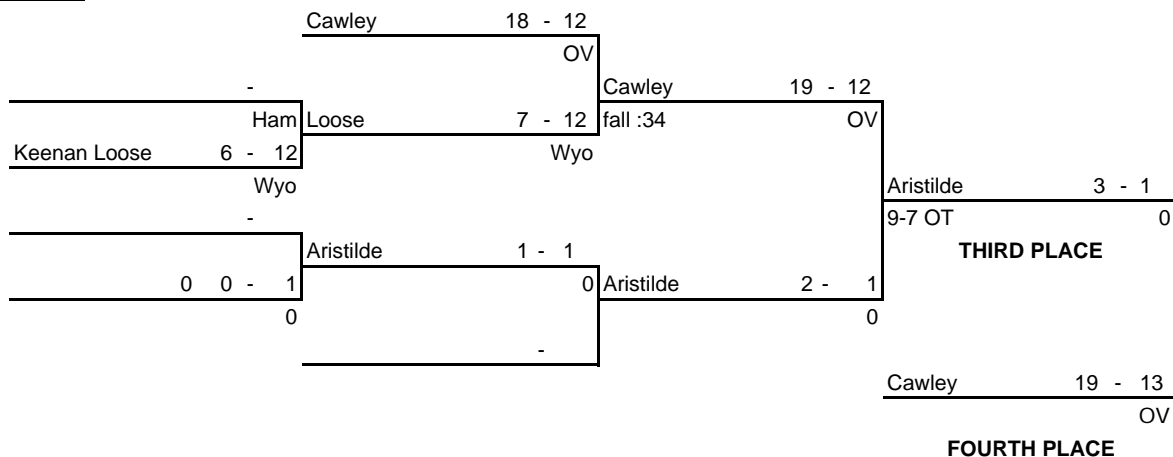 Cawley 18 - 12
OV
-
Cawley 19 - 12
Ham Loose 7 - 12 fall :34 OV
Keenan Loose 6 - 12
Wyo
Wyo
Aristilde 3 - 1
-
9-7 OT 0
Aristilde 1 - 1
THIRD PLACE
0 0 - 1
0 Aristilde 2 - 1
0
0
-
Cawley 19 - 13
OV
FOURTH PLACE